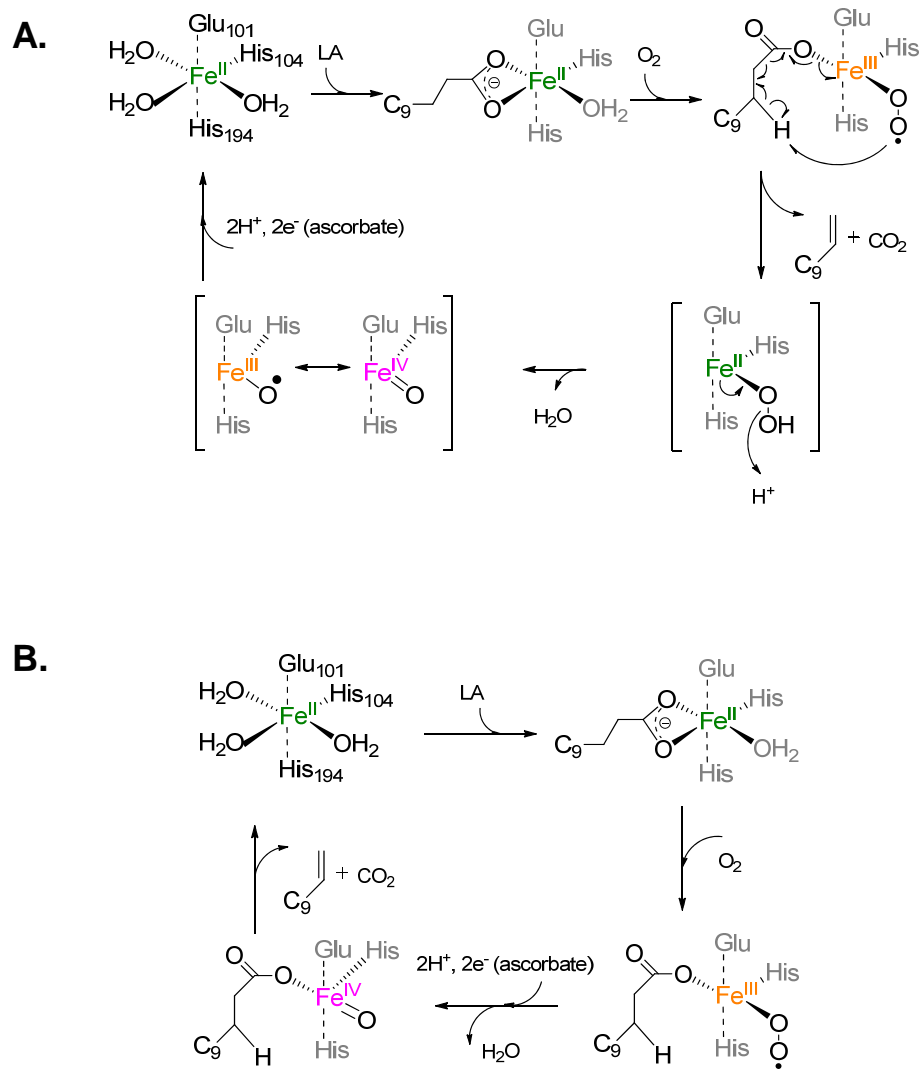 A.
Glu101
H2O
His104
FeII
H2O
OH2
His194
LA
Glu
O
His
FeII
C9
O
OH2
His
O2
O
O
Glu
His
FeIII
C9
H
His
O
O
C9
+ CO2
2H+, 2e- (ascorbate)
Glu
His
FeIII
O
His
Glu
His
FeIV
O
His
H2O
Glu
His
FeII
O
His
OH
H+
B.
Glu101
H2O
His104
FeII
H2O
OH2
His194
LA
Glu
O
His
FeII
C9
O
OH2
His
O2
C9
+ CO2
O
O
Glu
His
FeIV
O
C9
H
His
2H+, 2e- (ascorbate)
H2O
O
O
Glu
His
FeIII
C9
H
His
O
O